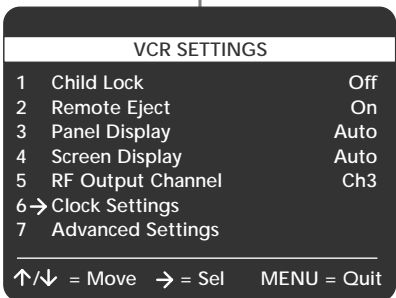 VCR SETTINGS
1 Child Lock Off
2 Remote Eject On
3 Panel Display Auto
4 Screen Display Auto
5 RF Output Channel Ch3
6→ Clock Settings
7 Advanced Settings
↑/↓ = Move → = Sel MENU = Quit